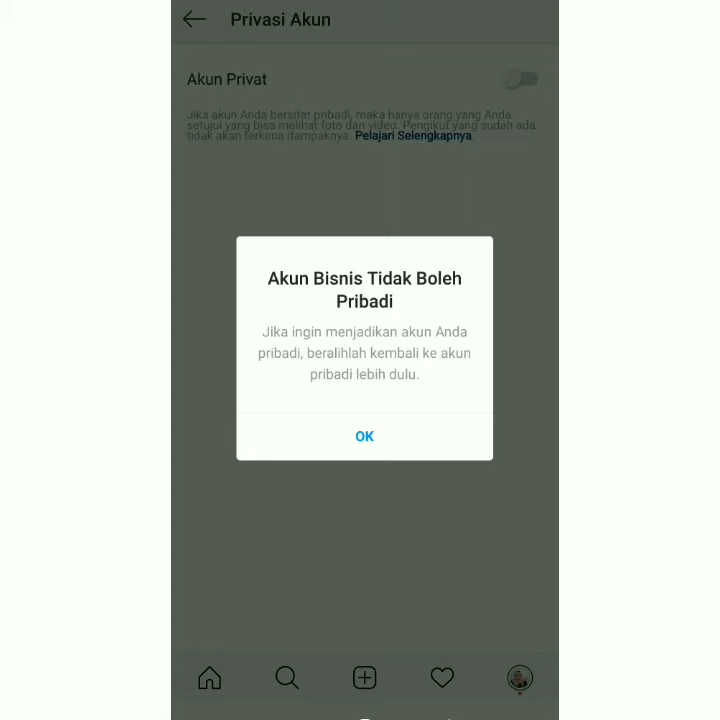 Privasi Akun
Akun Privat
Jika akun Anda bersifat pribadi, maka hanya orang yang Anda
setujui yang bisa melihat foto dan video. Pengikut yang sudah ada
tidak akan terkena dampaknya. Pelajari Selengkapnya.
Akun Bisnis Tidak Boleh
Pribadi
Jika ingin menjadikan akun Anda
pribadi, beralihlah kembali ke akun
pribadi lebih dulu.
OK